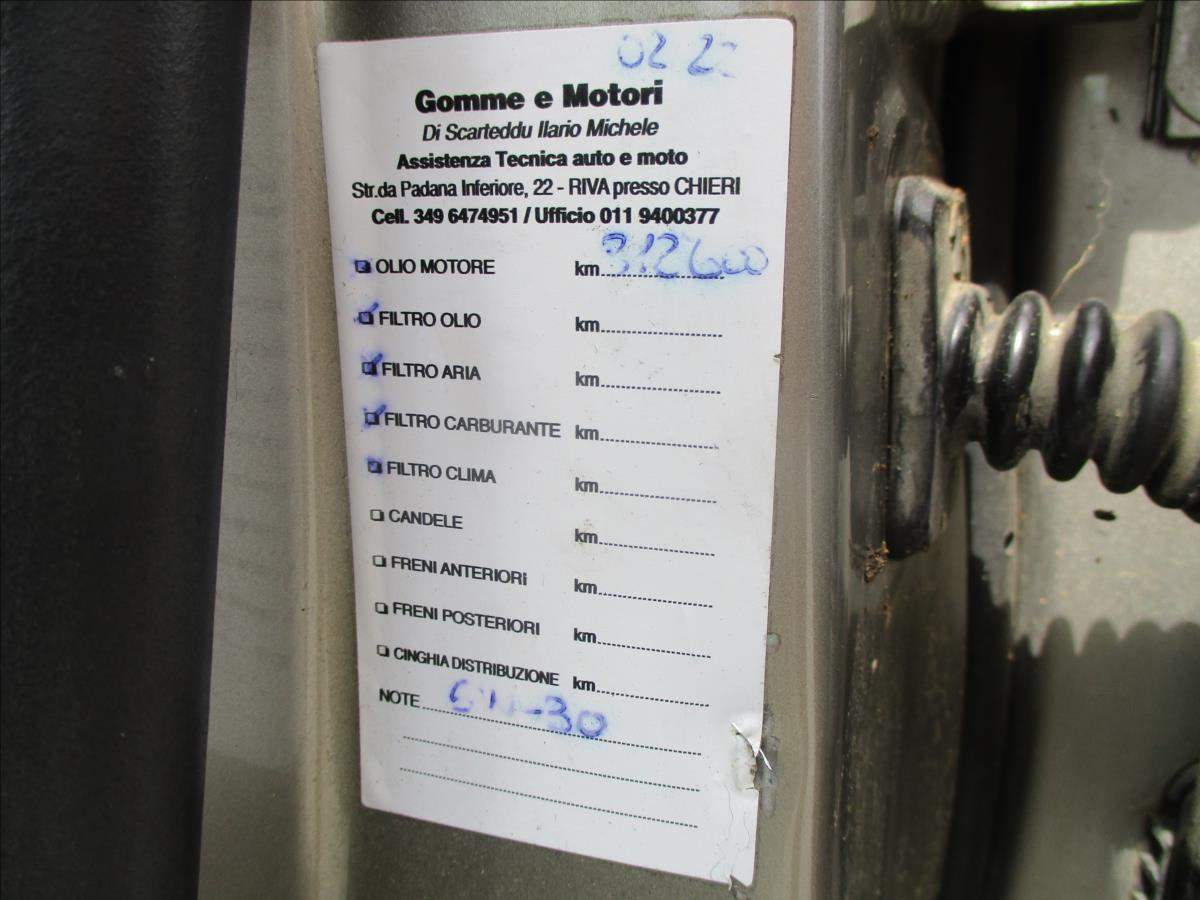 02 2
Gomme e Motori
Di Scarteddu Ilario Michele
Assistenza Tecnica auto e moto
Str.da Padana Inferiore, 22 - RIVA presso CHIERI
Cell. 349 6474951 / Ufficio 011 9400377
OLIO MOTORE km 312600
FILTRO OLIO km
FILTRO ARIA km
FILTRO CARBURANTE km
FILTRO CLIMA km
CANDELE km
FRENI ANTERIORI km
FRENI POSTERIORI km
CINGHIA DISTRIBUZIONE km
NOTE -30